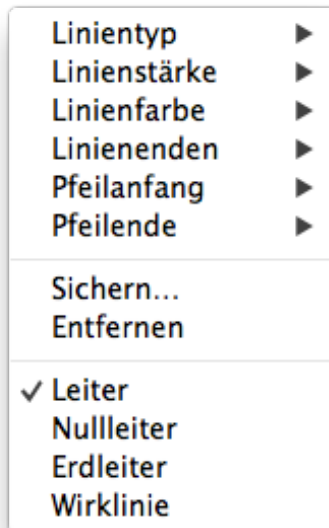 Linientyp
Linienstärke
Linienfarbe
Linienenden
Pfeilanfang
Pfeilende
Sichern...
Entfernen
Leiter
Nullleiter
Erdleiter
Wirklinie